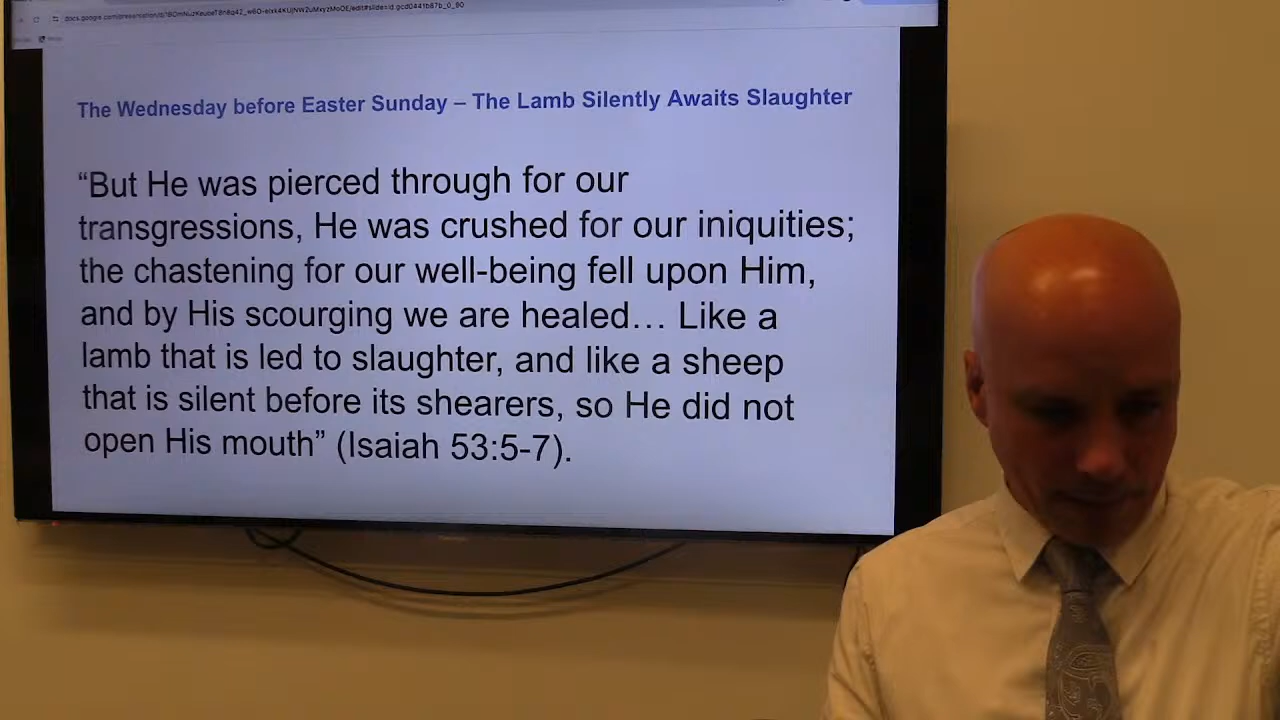 The Wednesday before Easter Sunday – The Lamb Silently Awaits Slaughter
“But He was pierced through for our
transgressions, He was crushed for our iniquities;
the chastening for our well-being fell upon Him,
and by His scourging we are healed… Like a
lamb that is led to slaughter, and like a sheep
that is silent before its shearers, so He did not
open His mouth” (Isaiah 53:5-7).